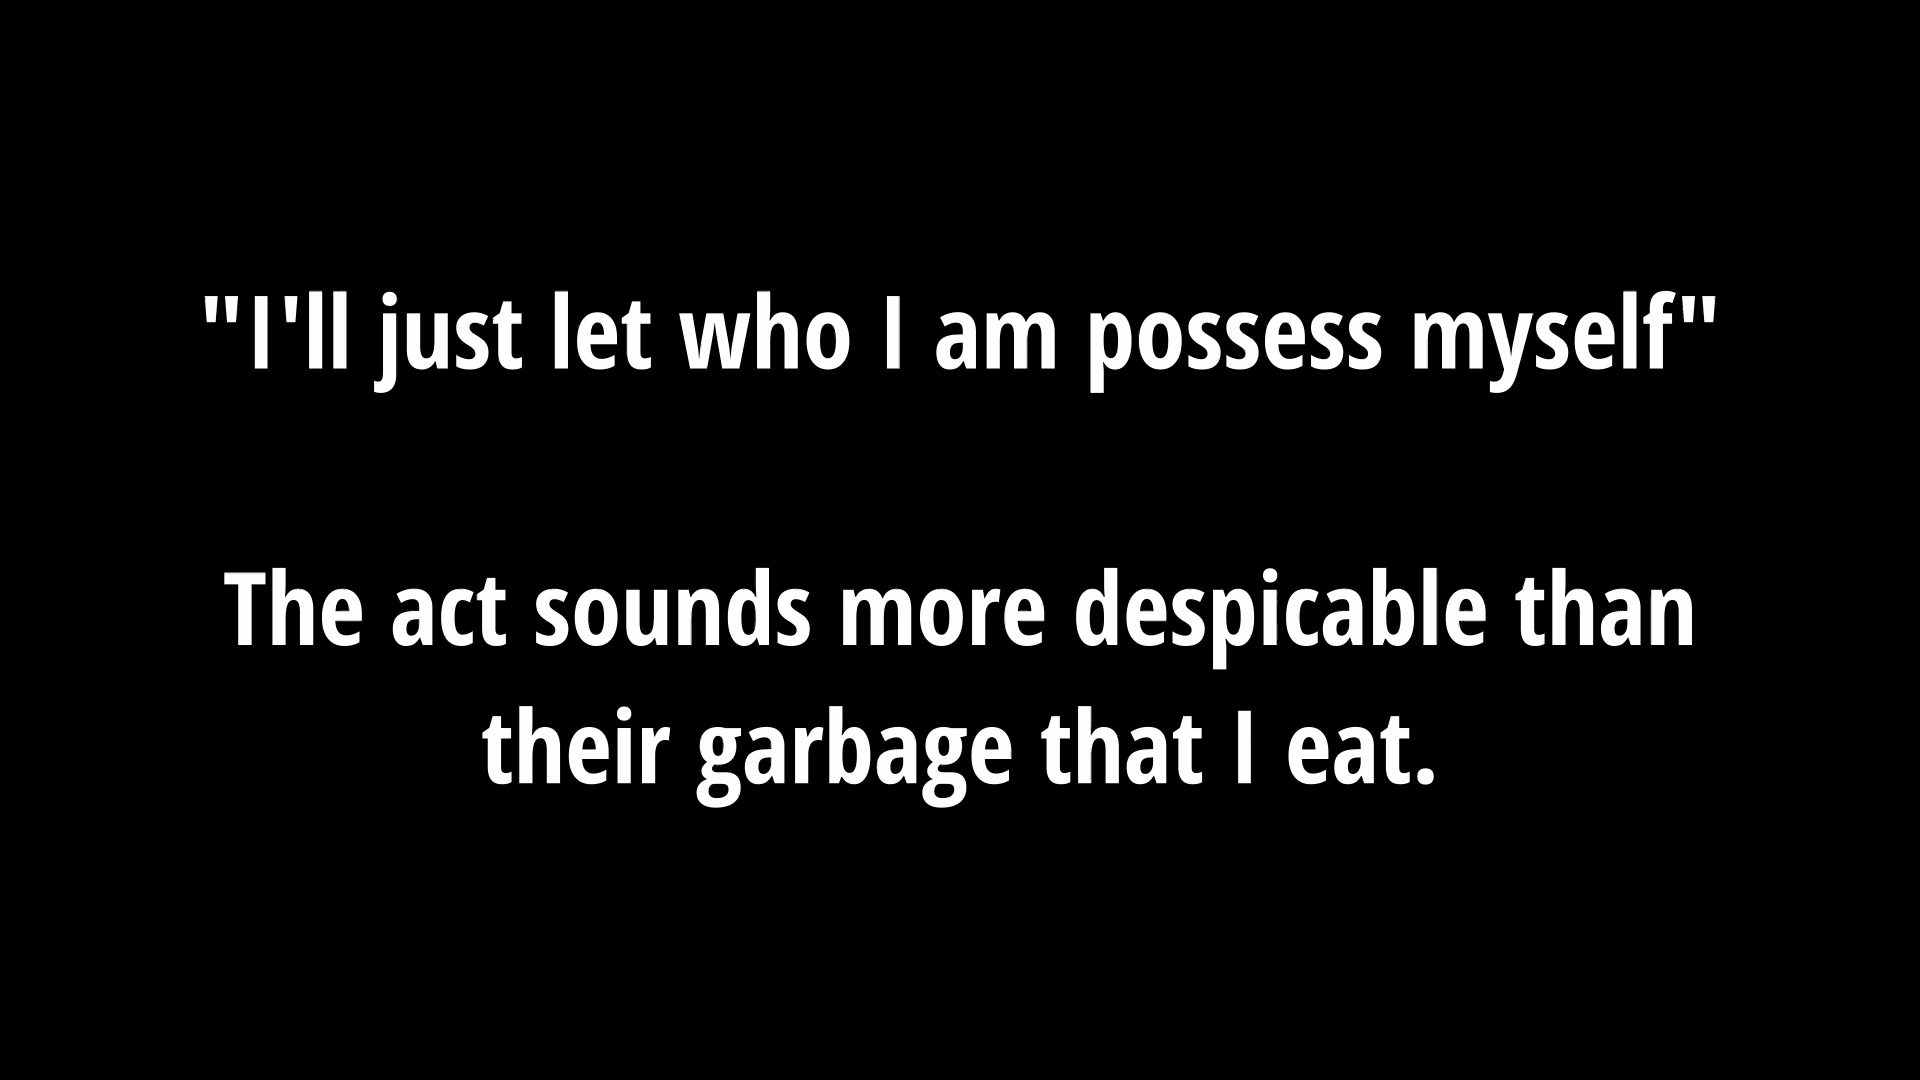 "I'll just let who I am possess myself"
The act sounds more despicable than
their garbage that I eat.